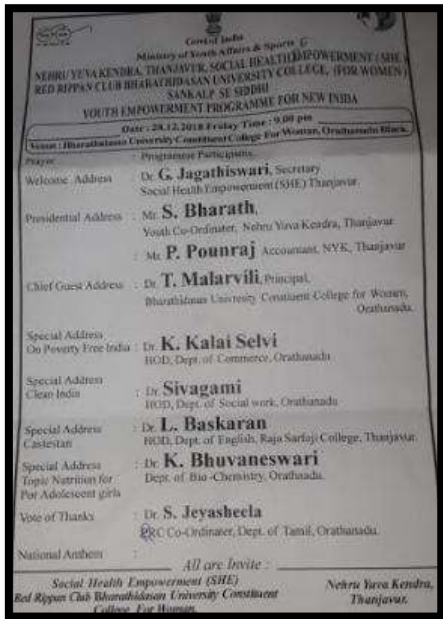 Govt of India
Ministry of Youth Affairs & Sports
NEHRU YUVA KENDRA, THANJAVUR, SOCIAL HEALTH EMPOWERMENT (SHE)
RED RIPPAN CLUB BHARATHIDASAN UNIVERSITY COLLEGE, (FOR WOMEN)
SANKALP SE SIDDHI
YOUTH EMPOWERMENT PROGRAMME FOR NEW INIDA
Date : 28.12.2018 Friday Time : 9.00 pm
Venue : Bharathidasan University Constituent College For Woman, Orathanadu Block.
Prayer : Programme Participants,
Welcome Address Dr. G. Jagathiswari, Secretary
Social Health Empowerment (SHE) Thanjavur.
Presidential Address : Mr. S. Bharath,
Youth Co-Ordinater, Nehru Yuva Kendra, Thanjavur
: Mr. P. Pounraj Accountant, NYK, Thanjavur
Chief Guest Address : Dr. T. Malarvili, Principal,
Bharathidasan University Constituent College for Women,
Orathanadu.
Special Address
On Poverty Free India : Dr. K. Kalai Selvi
HOD, Dept. of Commerce, Orathanadu
Special Address
Clean India : Dr. Sivagami
HOD, Dept. of Social work, Orathanadu
Special Address : Dr. L. Baskaran
Castestan HOD, Dept. of English, Raja Sarfoji College, Thanjavur.
Special Address : Dr. K. Bhuvaneswari
Topic Nutrition for Dept. of Bio-Chemistry, Orathanadu.
Por Adolescent girls
Vote of Thanks : Dr. S. Jeyasheela
RRC Co-Ordinater, Dept. of Tamil, Orathanadu.
National Anthem :
All are Invite :
Social Health Empowerment (SHE) Nehru Yuva Kendra,
Red Rippan Club Bharathidasan University Constituent Thanjavur.
College For Woman.